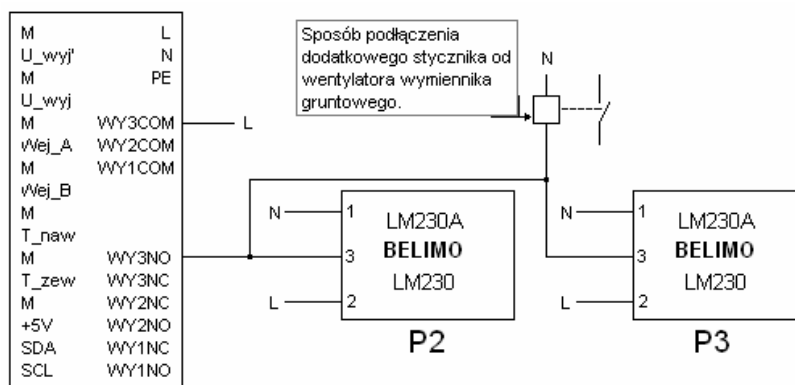 M L
U_wyj' N
M PE
U_wyj
M WY3COM L
Wej_A WY2COM
M WY1COM
Wej_B
M
T_naw
M WY3NO
T_zew WY3NC
M WY2NC
+5V WY2NO
SDA WY1NC
SCL WY1NO
Sposób podłączenia
dodatkowego stycznika od
wentylatora wymiennika
gruntowego.
N
N 1 LM230A
3 BELIMO
L 2 LM230
P2
N 1 LM230A
3 BELIMO
L 2 LM230
P3